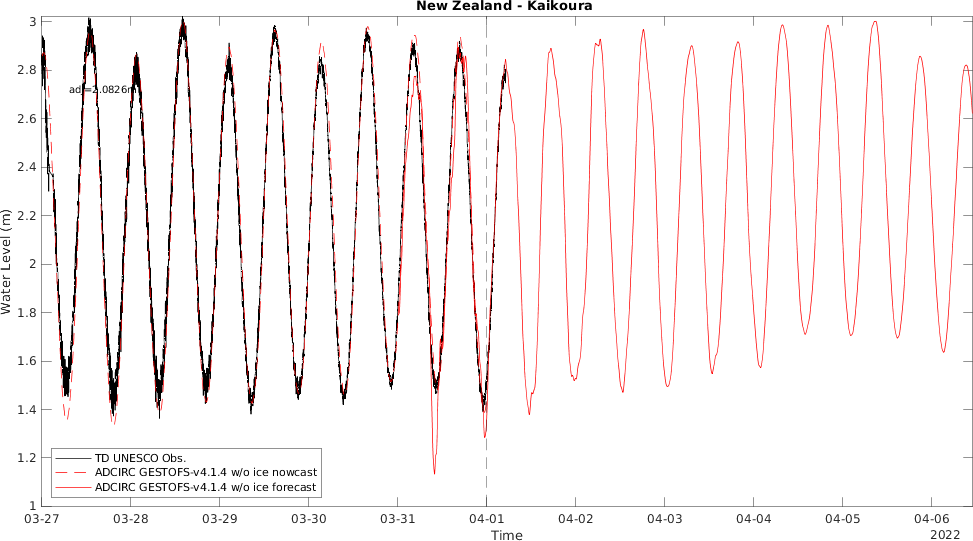 New Zealand - Kaikoura
3
2.8
adj=2.0826m
2.6
2.4
2.2
2
1.8
1.6
1.4
1.2
1
Water Level (m)
TD UNESCO Obs.
ADCIRC GESTOFS-v4.1.4 w/o ice nowcast
ADCIRC GESTOFS-v4.1.4 w/o ice forecast
03-27 03-28 03-29 03-30 03-31 04-01 04-02 04-03 04-04 04-05 04-06
Time 2022